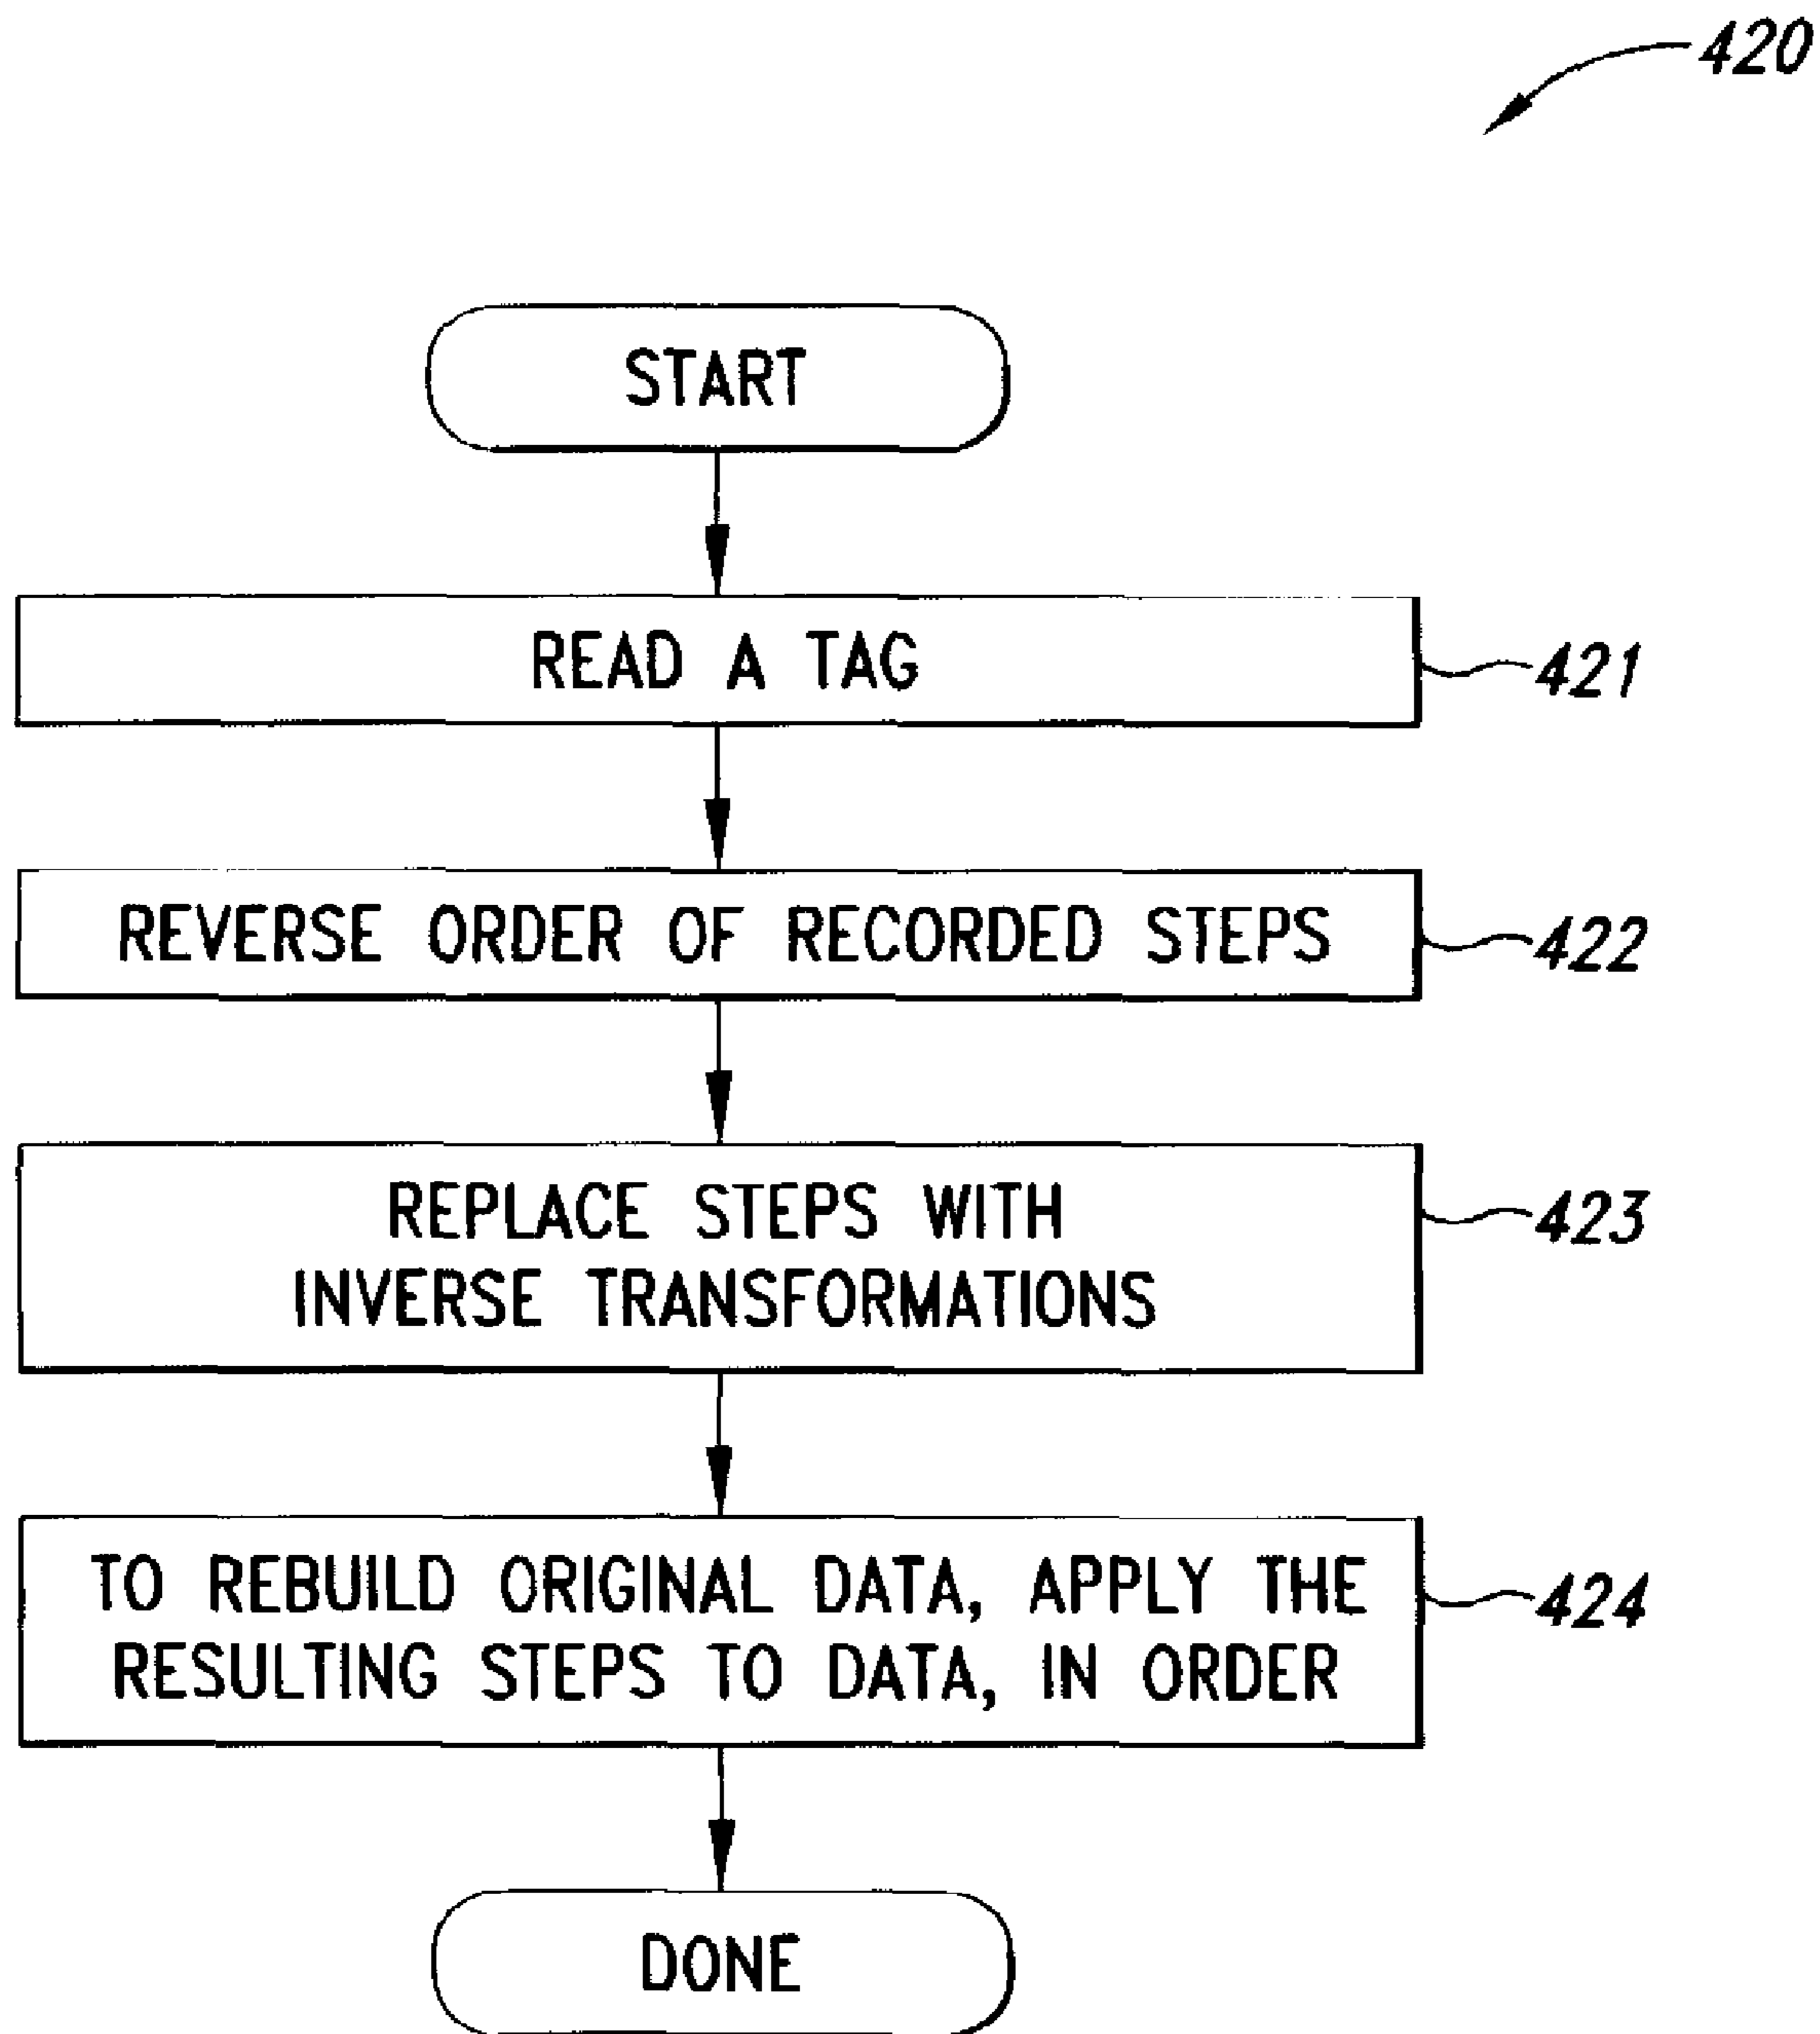 420
START
READ A TAG
421
REVERSE ORDER OF RECORDED STEPS
422
REPLACE STEPS WITH
INVERSE TRANSFORMATIONS
423
TO REBUILD ORIGINAL DATA, APPLY THE
RESULTING STEPS TO DATA, IN ORDER
424
DONE